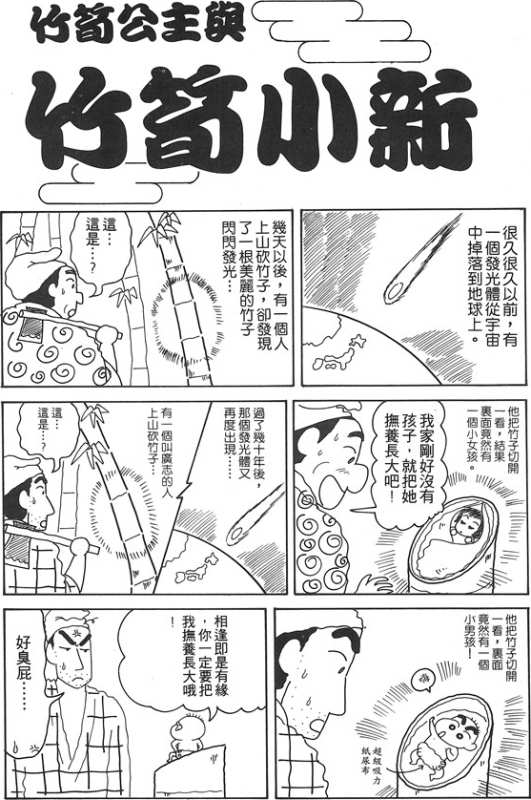 竹筍公主與
竹筍小新
很久很久以前，有
一個發光體從宇宙
中掉落到地球上。
幾天以後，有一個人
上山砍竹子，卻發現
了一根美麗的竹子
閃閃發光…
這…
這是…?
他把竹子切開
一看，結果
裏面竟然有
一個小女孩。
我家剛好沒有
孩子，就把她
撫養長大吧！
過了幾十年後，
那個發光體又
再度出現……
有一個叫廣志的人
上山砍竹子…
這…
這是…?
他把竹子切開
一看，裏面
竟然有一個
小男孩！
超級吸力
紙尿布
相逢即是有緣
，你一定要把
我撫養長大哦
！
好臭屁……